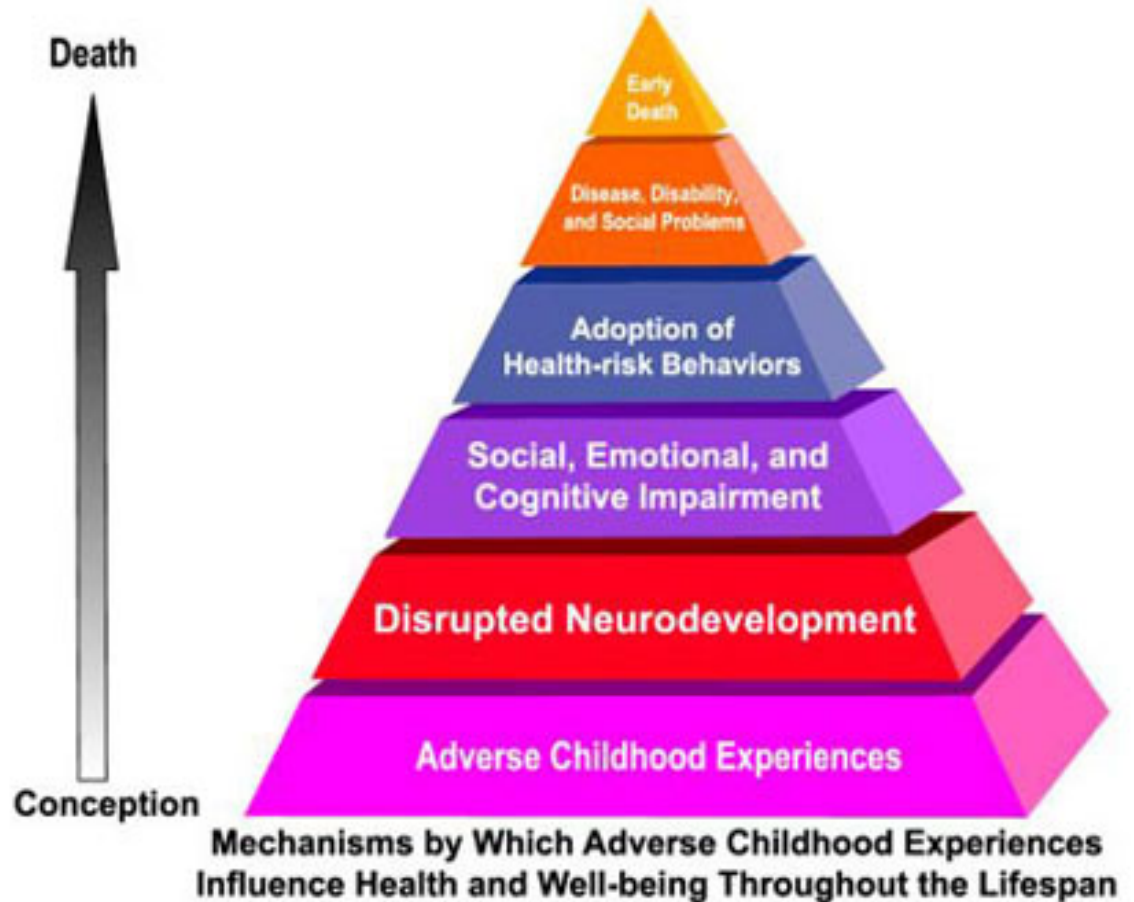 Death
Early
Death
Disease, Disability,
and Social Problems
Adoption of
Health-risk Behaviors
Social, Emotional, and
Cognitive Impairment
Disrupted Neurodevelopment
Adverse Childhood Experiences
Conception
Mechanisms by Which Adverse Childhood Experiences
Influence Health and Well-being Throughout the Lifespan